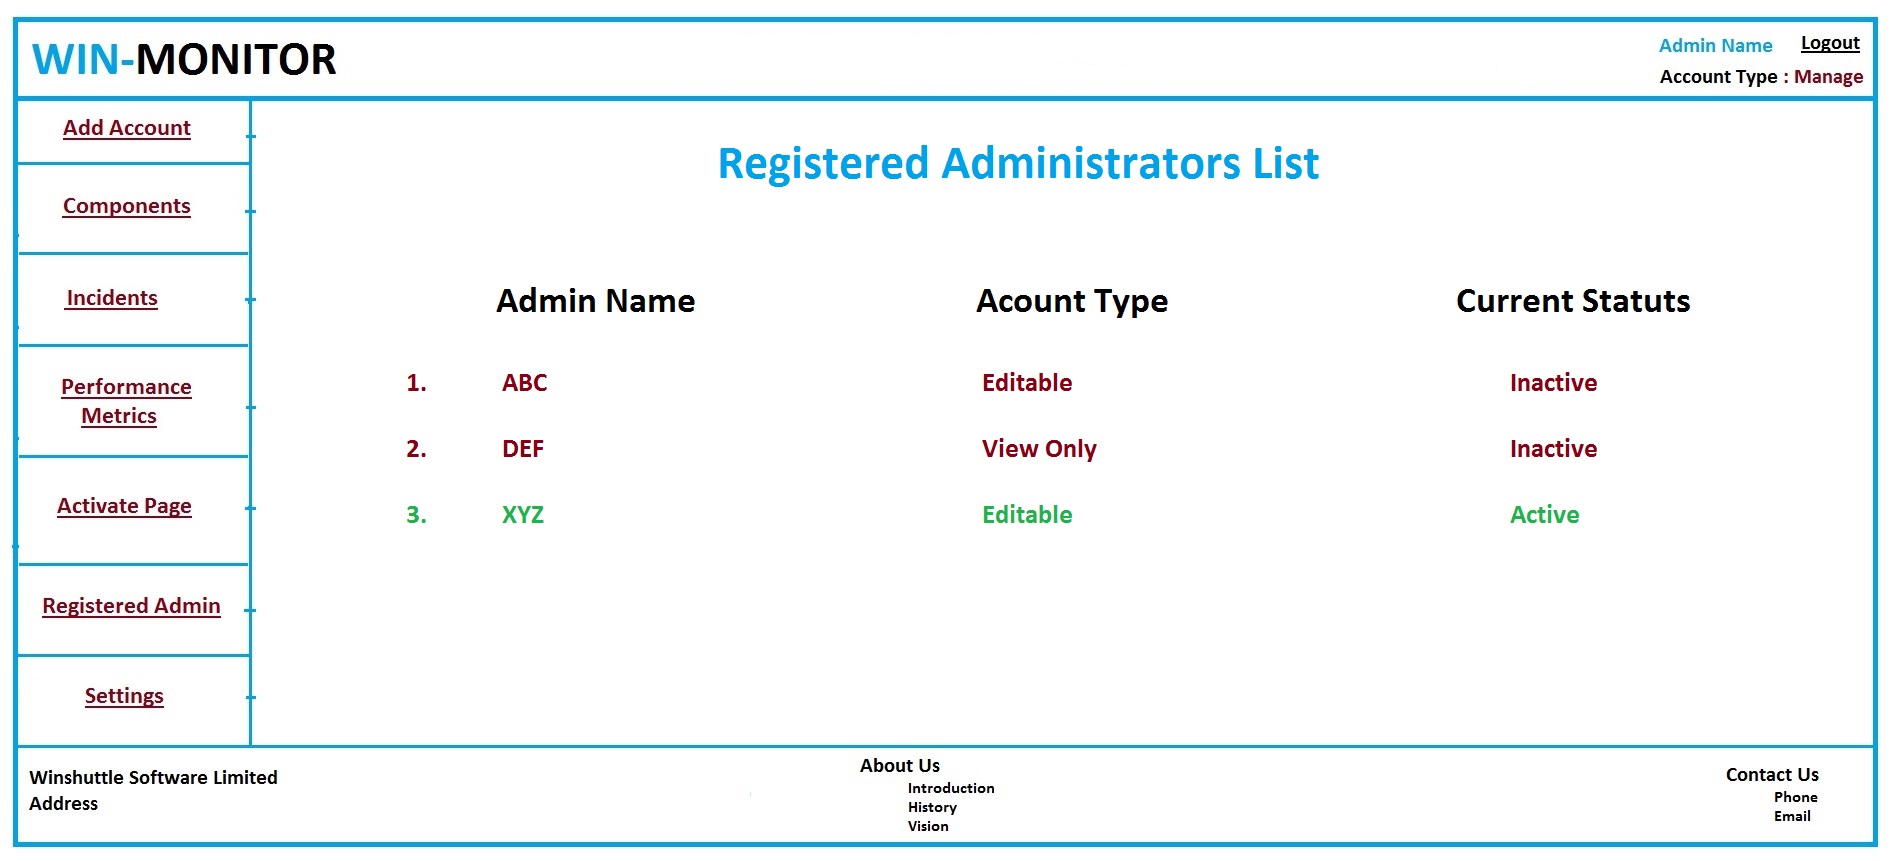 WIN-MONITOR
Admin Name Logout
Account Type : Manage
Add Account
Components
Incidents
Performance
Metrics
Activate Page
Registered Admin
Settings
Registered Administrators List
Admin Name Acount Type Current Statuts
1. ABC Editable Inactive
2. DEF View Only Inactive
3. XYZ Editable Active
Winshuttle Software Limited
Address
About Us
Introduction
History
Vision
Contact Us
Phone
Email